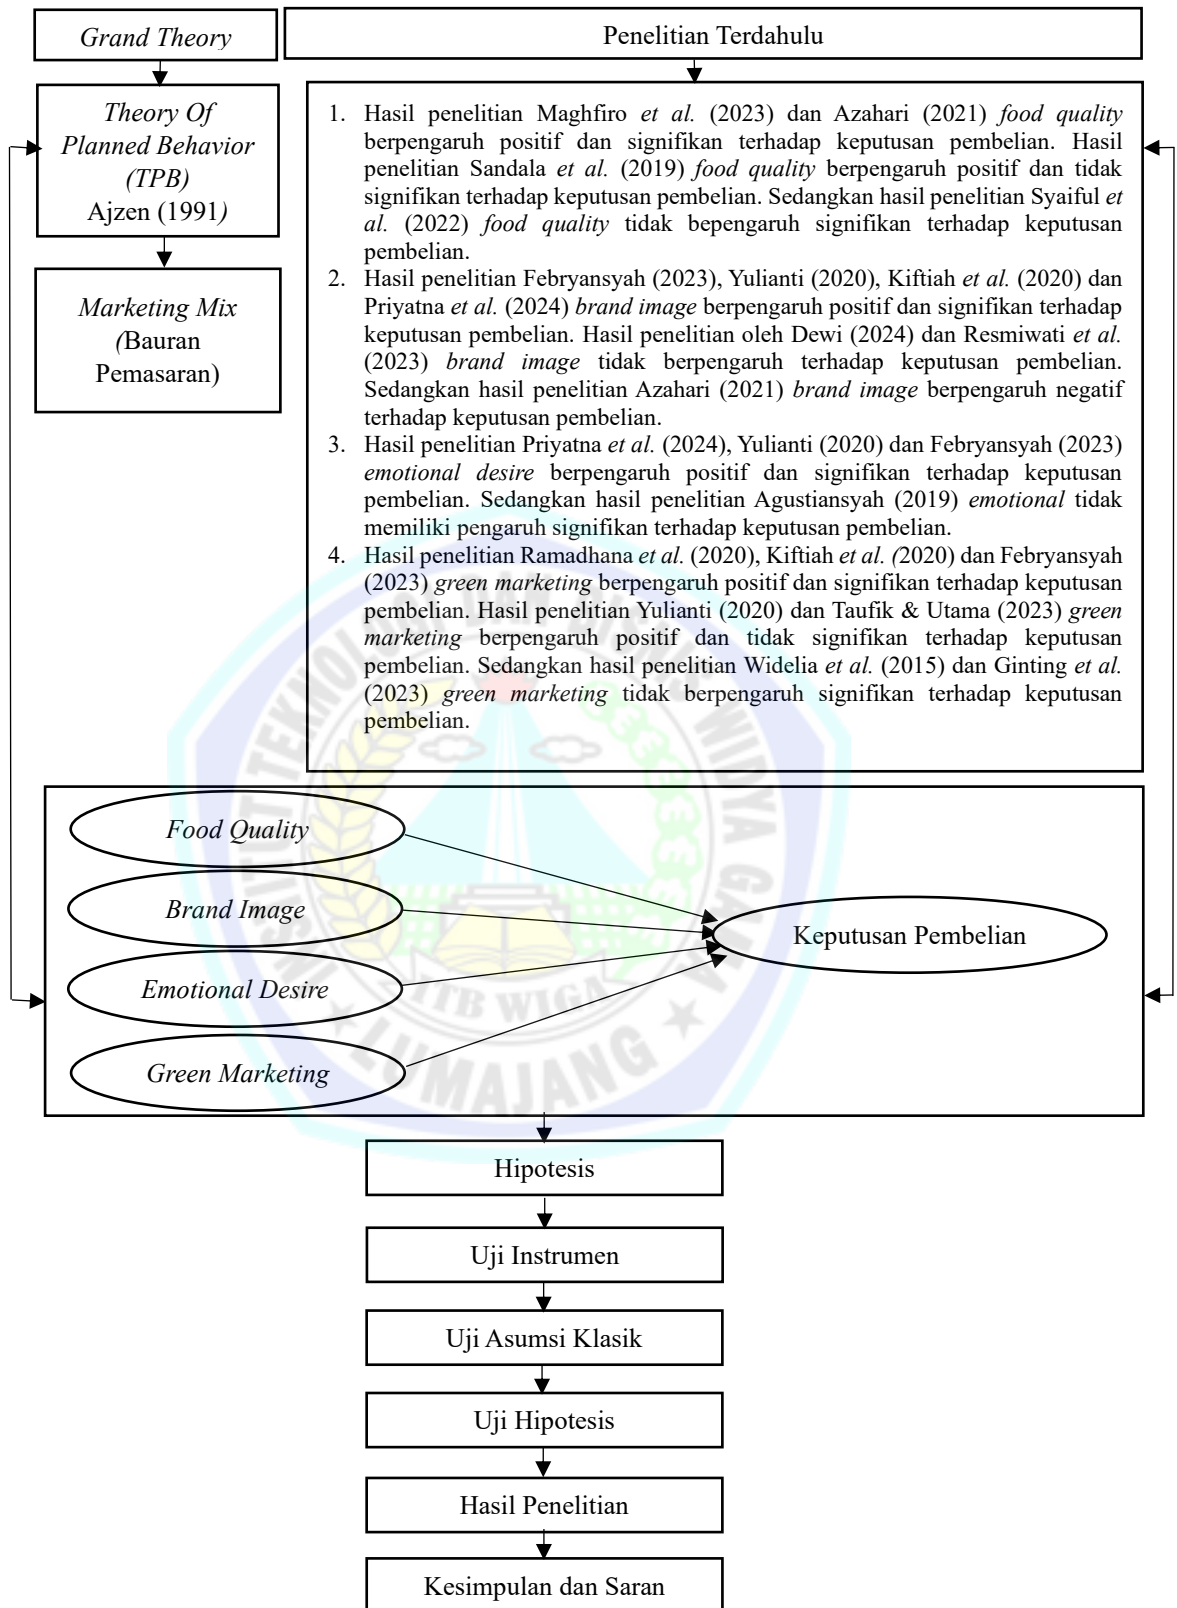 Grand Theory
Penelitian Terdahulu
Theory Of
Planned Behavior
(TPB)
Ajzen (1991)
Marketing Mix
(Bauran
Pemasaran)
1. Hasil penelitian Maghfiro et al. (2023) dan Azahari (2021) food quality
berpengaruh positif dan signifikan terhadap keputusan pembelian. Hasil
penelitian Sandala et al. (2019) food quality berpengaruh positif dan tidak
signifikan terhadap keputusan pembelian. Sedangkan hasil penelitian Syaiful et
al. (2022) food quality tidak bepengaruh signifikan terhadap keputusan
pembelian.
2. Hasil penelitian Febryansyah (2023), Yulianti (2020), Kiftiah et al. (2020) dan
Priyatna et al. (2024) brand image berpengaruh positif dan signifikan terhadap
keputusan pembelian. Hasil penelitian oleh Dewi (2024) dan Resmiwati et al.
(2023) brand image tidak berpengaruh terhadap keputusan pembelian.
Sedangkan hasil penelitian Azahari (2021) brand image berpengaruh negatif
terhadap keputusan pembelian.
3. Hasil penelitian Priyatna et al. (2024), Yulianti (2020) dan Febryansyah (2023)
emotional desire berpengaruh positif dan signifikan terhadap keputusan
pembelian. Sedangkan hasil penelitian Agustiansyah (2019) emotional tidak
memiliki pengaruh signifikan terhadap keputusan pembelian.
4. Hasil penelitian Ramadhana et al. (2020), Kiftiah et al. (2020) dan Febryansyah
(2023) green marketing berpengaruh positif dan signifikan terhadap keputusan
pembelian. Hasil penelitian Yulianti (2020) dan Taufik & Utama (2023) green
marketing berpengaruh positif dan tidak signifikan terhadap keputusan
pembelian. Sedangkan hasil penelitian Widelia et al. (2015) dan Ginting et al.
(2023) green marketing tidak berpengaruh signifikan terhadap keputusan
pembelian.
Food Quality
Brand Image
Emotional Desire
Green Marketing
Keputusan Pembelian
INSTITUT TEKNOLOGI DAN BISNIS WIDYA GAMA
ITB WIGA
LUMAJANG
Hipotesis
Uji Instrumen
Uji Asumsi Klasik
Uji Hipotesis
Hasil Penelitian
Kesimpulan dan Saran